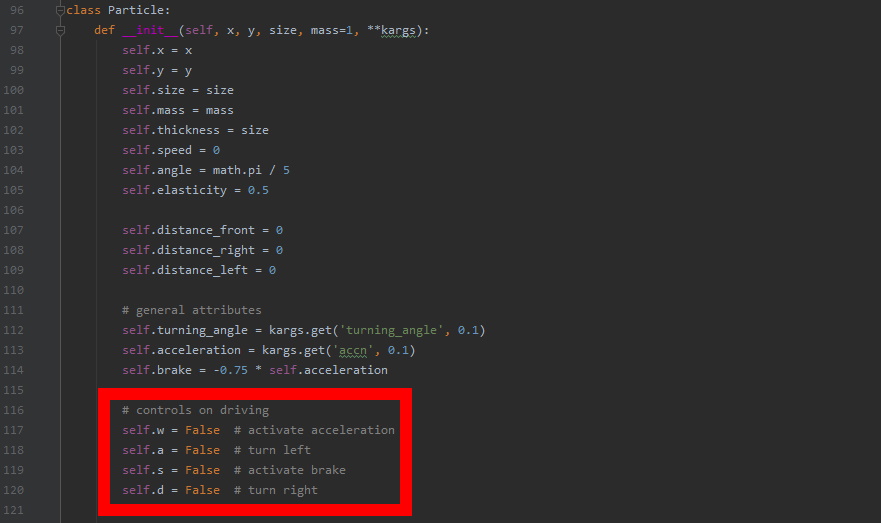 96 class Particle:
97     def __init__(self, x, y, size, mass=1, **kargs):
98         self.x = x
99         self.y = y
100         self.size = size
101         self.mass = mass
102         self.thickness = size
103         self.speed = 0
104         self.angle = math.pi / 5
105         self.elasticity = 0.5
106
107         self.distance_front = 0
108         self.distance_right = 0
109         self.distance_left = 0
110
111         # general attributes
112         self.turning_angle = kargs.get('turning_angle', 0.1)
113         self.acceleration = kargs.get('accn', 0.1)
114         self.brake = -0.75 * self.acceleration
115
116         # controls on driving
117         self.w = False  # activate acceleration
118         self.a = False  # turn left
119         self.s = False  # activate brake
120         self.d = False  # turn right
121